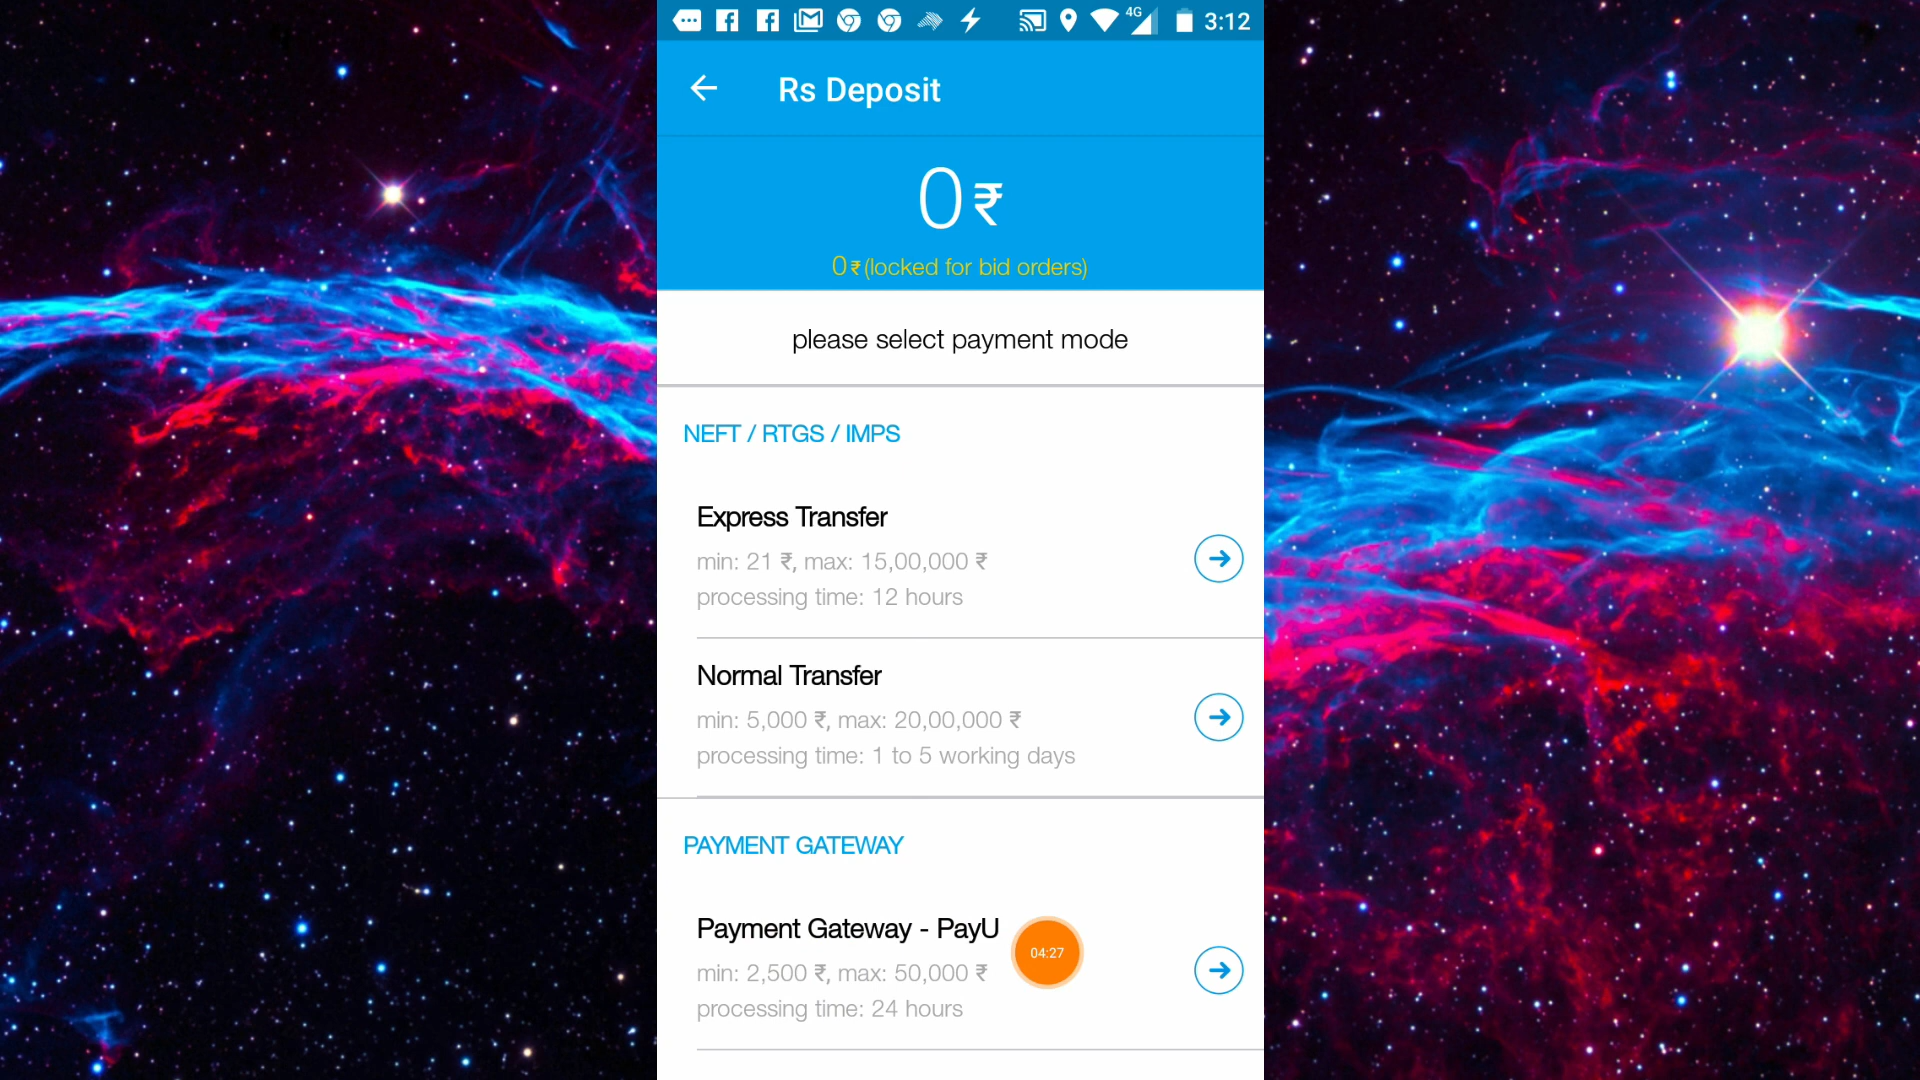 4G 3:12
Rs Deposit
0 ₹
0 ₹ (locked for bid orders)
please select payment mode
NEFT / RTGS / IMPS
Express Transfer
min: 21 ₹, max: 15,00,000 ₹
processing time: 12 hours
Normal Transfer
min: 5,000 ₹, max: 20,00,000 ₹
processing time: 1 to 5 working days
PAYMENT GATEWAY
Payment Gateway - PayU
04:27
min: 2,500 ₹, max: 50,000 ₹
processing time: 24 hours